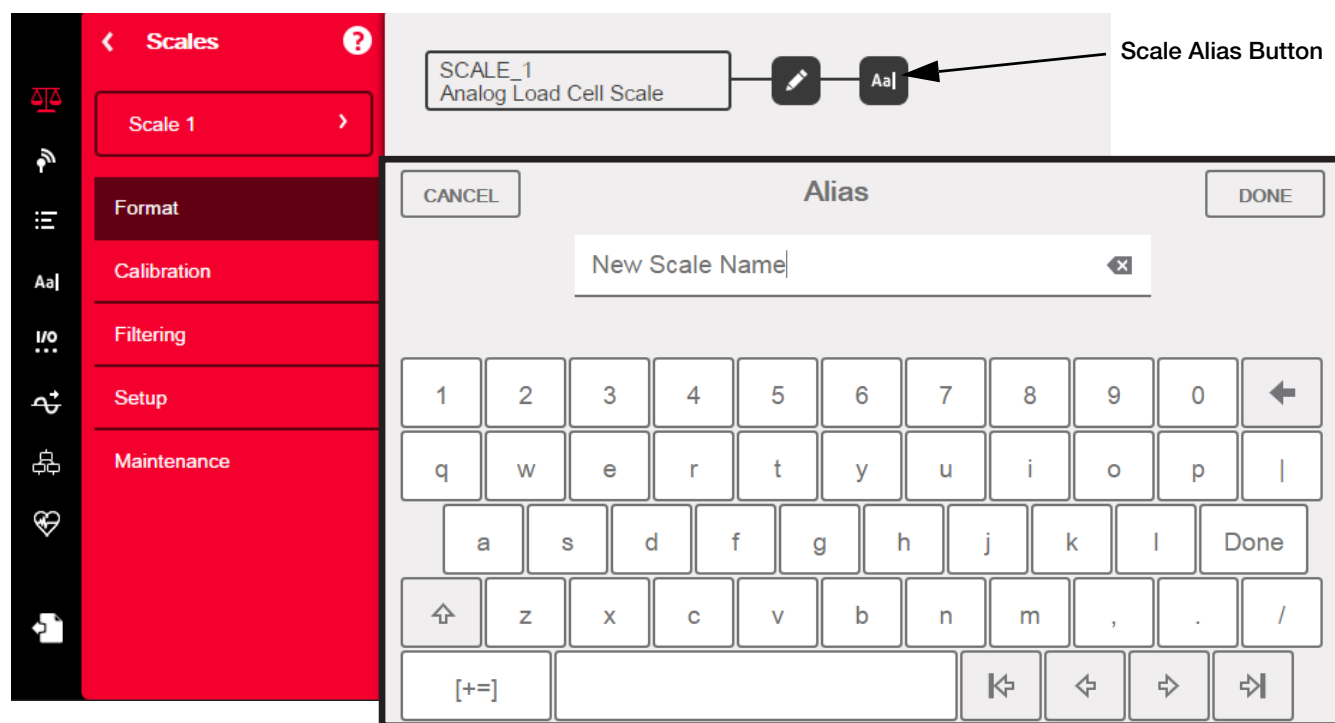 Scales ?
Scale 1
Format
Calibration
Filtering
Setup
Maintenance
Aa
I/O
SCALE_1
Analog Load Cell Scale
Aa
Scale Alias Button
CANCEL Alias DONE
New Scale Name
1 2 3 4 5 6 7 8 9 0
q w e r t y u i o p |
a s d f g h j k l Done
z x c v b n m , . /
[+=]